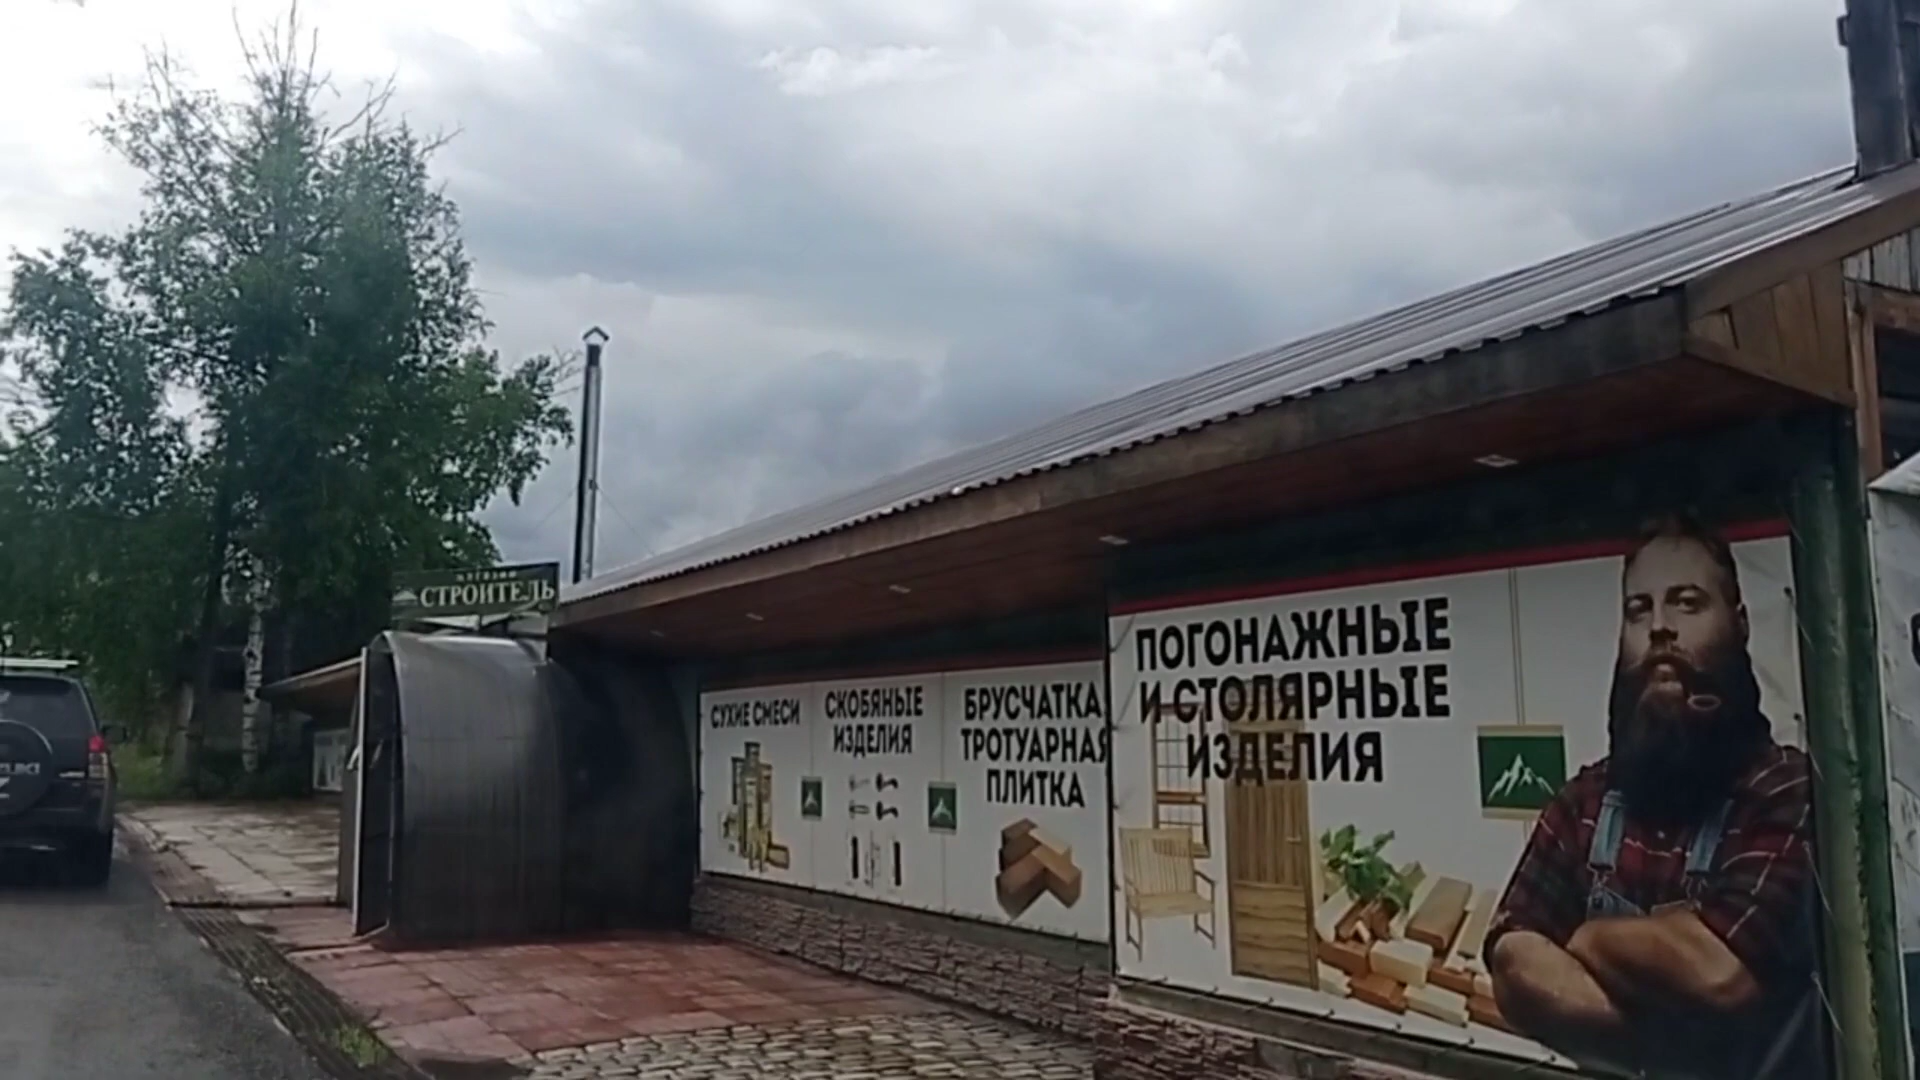 МАГАЗИН
СТРОИТЕЛЬ
СУХИЕ СМЕСИ
СКОБЯНЫЕ
ИЗДЕЛИЯ
БРУСЧАТКА
ТРОТУАРНАЯ
ПЛИТКА
ПОГОНАЖНЫЕ
И СТОЛЯРНЫЕ
ИЗДЕЛИЯ